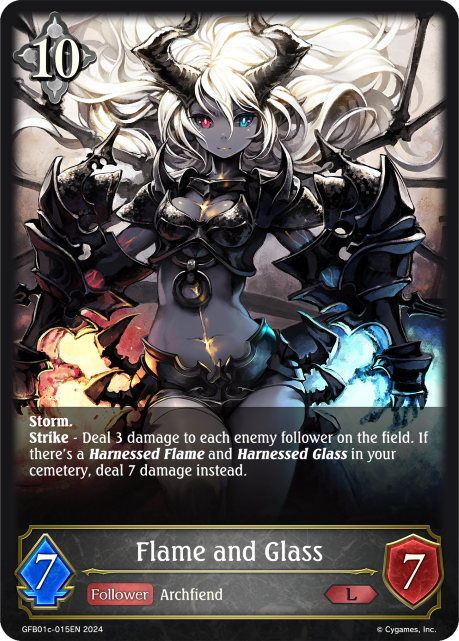 10
Storm.
Strike - Deal 3 damage to each enemy follower on the field. If
there's a Harnessed Flame and Harnessed Glass in your
cemetery, deal 7 damage instead.
Flame and Glass
7
Follower Archfiend
L
7
GFB01c-015EN 2024
© Cygames, Inc.